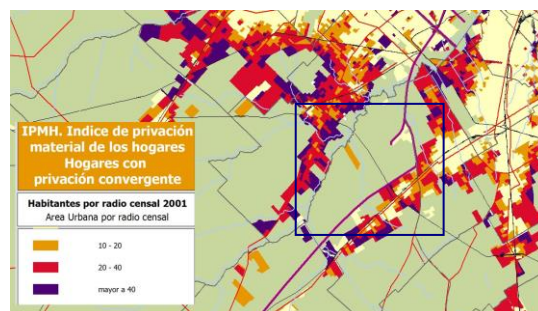 IPMH. Indice de privación
material de los hogares
Hogares con
privación convergente
Habitantes por radio censal 2001
Area Urbana por radio censal
10 - 20
20 - 40
mayor a 40